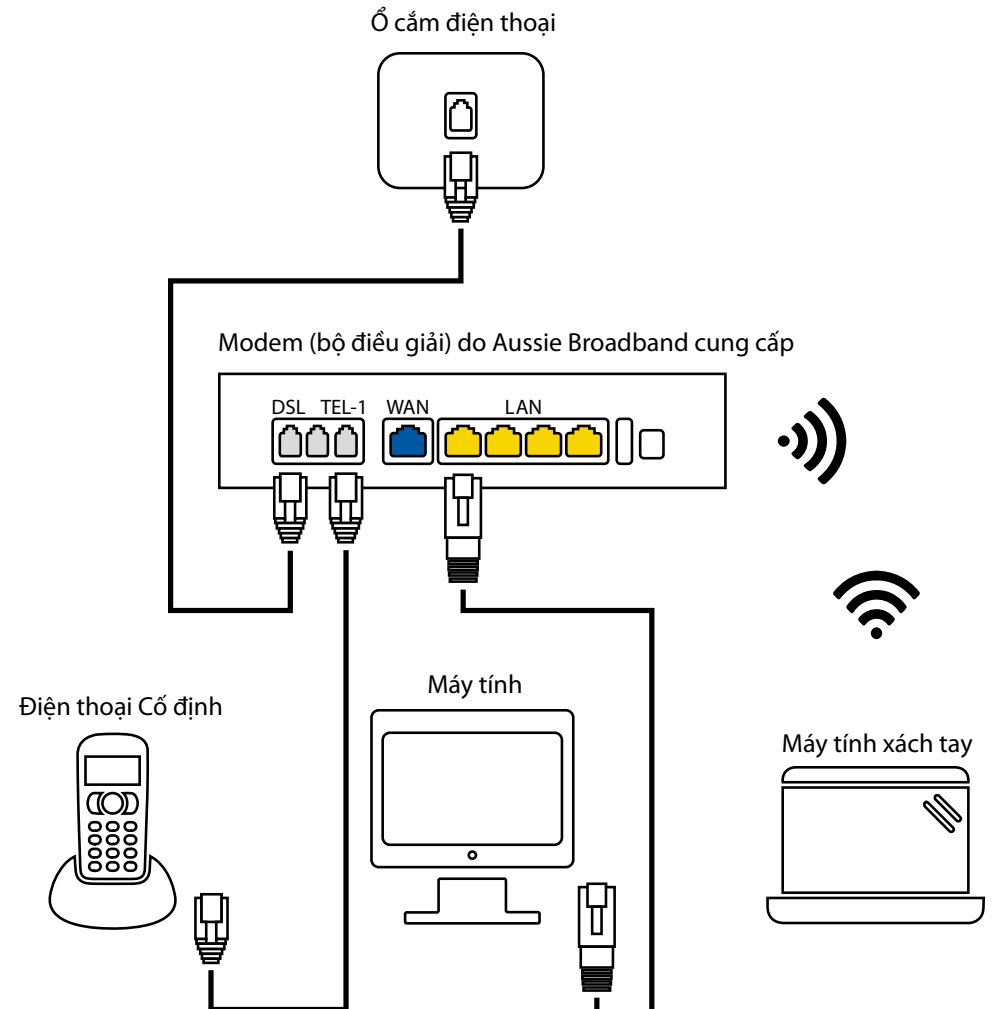 Ổ cắm điện thoại
Modem (bộ điều giải) do Aussie Broadband cung cấp
DSL TEL-1 WAN LAN
Máy tính
Điện thoại Cố định
Máy tính xách tay